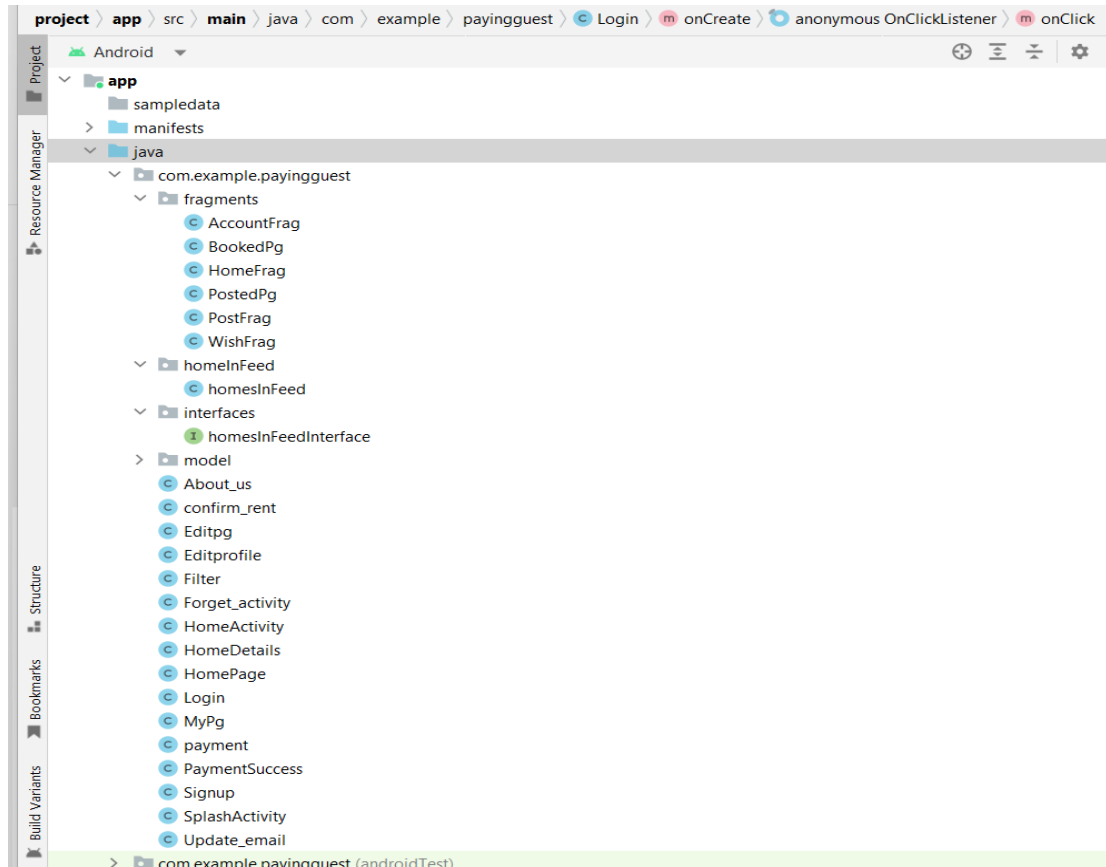 project 〉 app 〉 src 〉 main 〉 java 〉 com 〉 example 〉 payingguest 〉 C Login 〉 m onCreate 〉 anonymous OnClickListener 〉 m onClick
Project
Resource Manager
Structure
Bookmarks
Build Variants
Android
app
sampledata
manifests
java
com.example.payingguest
fragments
C AccountFrag
C BookedPg
C HomeFrag
C PostedPg
C PostFrag
C WishFrag
homeInFeed
C homesInFeed
interfaces
I homesInFeedInterface
model
C About_us
C confirm_rent
C Editpg
C Editprofile
C Filter
C Forget_activity
C HomeActivity
C HomeDetails
C HomePage
C Login
C MyPg
C payment
C PaymentSuccess
C Signup
C SplashActivity
C Update_email
com.example.payingguest (androidTest)